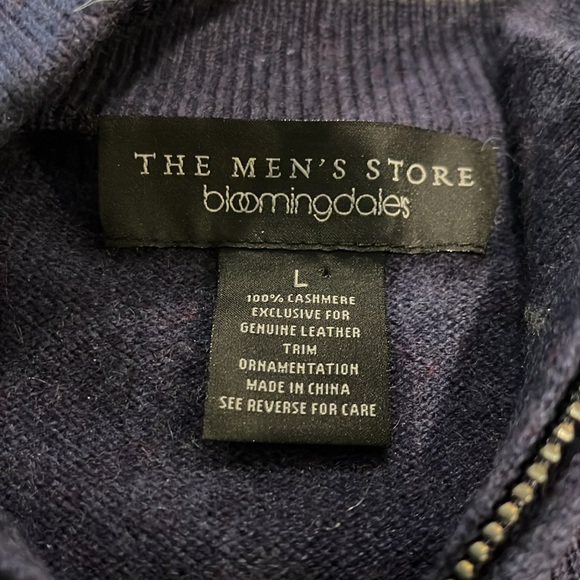 THE MEN'S STORE
bloomingdale's
L
100% CASHMERE
EXCLUSIVE FOR
GENUINE LEATHER
TRIM
ORNAMENTATION
MADE IN CHINA
SEE REVERSE FOR CARE